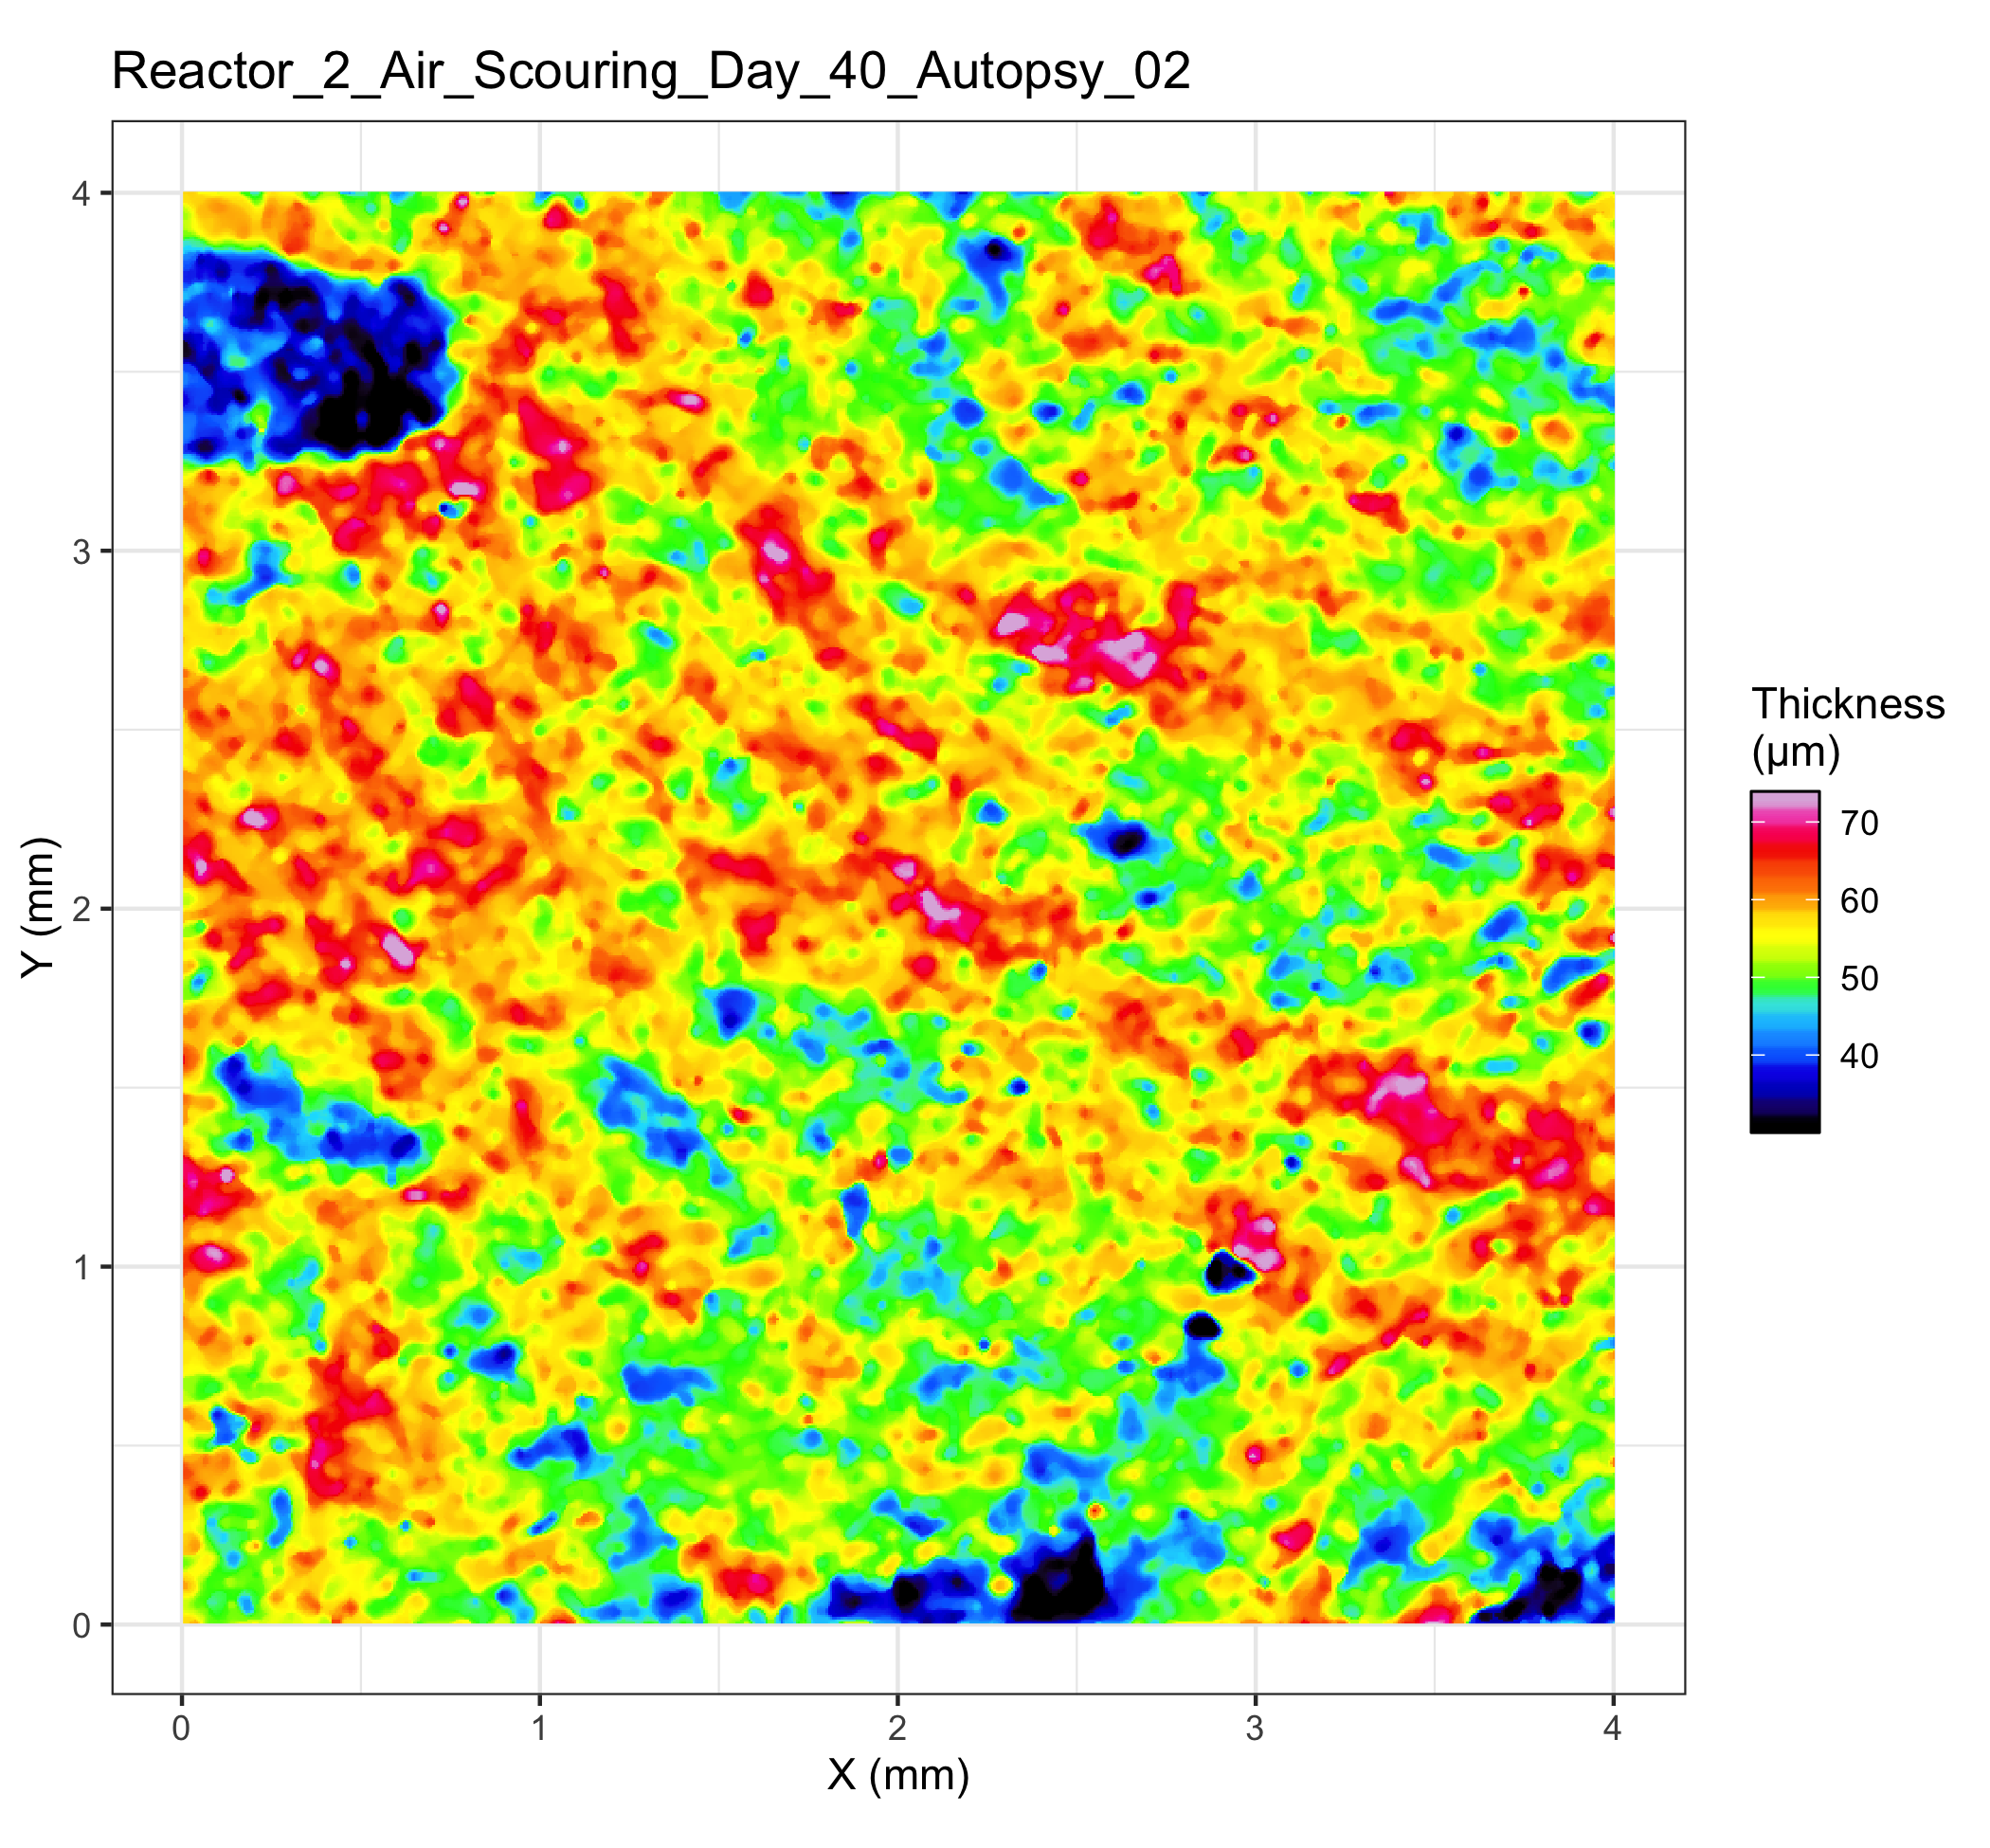 Reactor_2_Air_Scouring_Day_40_Autopsy_02
4
3
2
1
0
Y (mm)
0 1 2 3 4
X (mm)
Thickness
(μm)
70
60
50
40